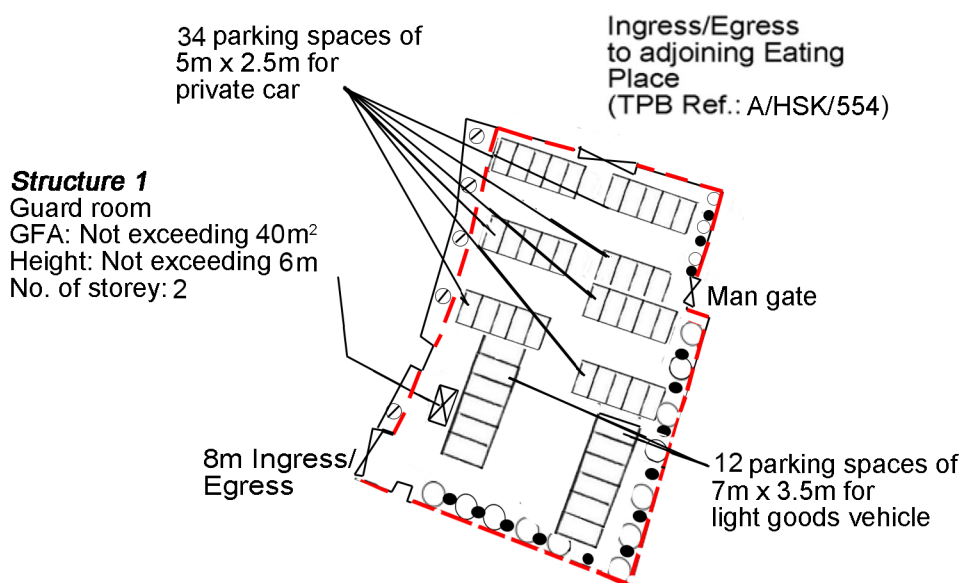 34 parking spaces of
5m x 2.5m for
private car
Ingress/Egress
to adjoining Eating
Place
(TPB Ref.: A/HSK/554)
Structure 1
Guard room
GFA: Not exceeding 40m²
Height: Not exceeding 6m
No. of storey: 2
Man gate
8m Ingress/
Egress
12 parking spaces of
7m x 3.5m for
light goods vehicle